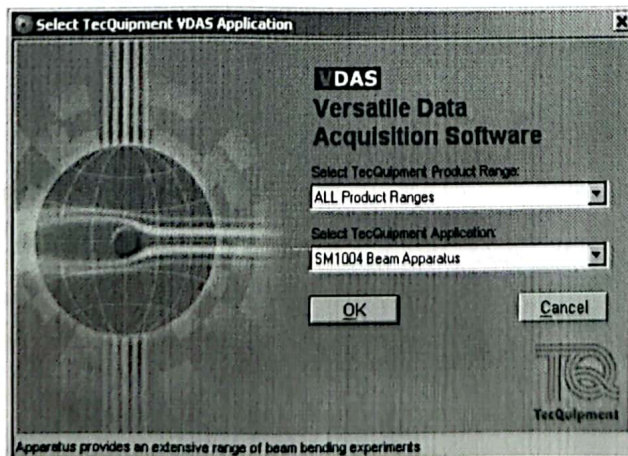 Select TecQuipment VDAS Application
VDAS
Versatile Data
Acquisition Software
Select TecQuipment Product Range:
ALL Product Ranges
Select TecQuipment Application:
SM1004 Beam Apparatus
OK
Cancel
TQ
TecQuipment
Apparatus provides an extensive range of beam bending experiments